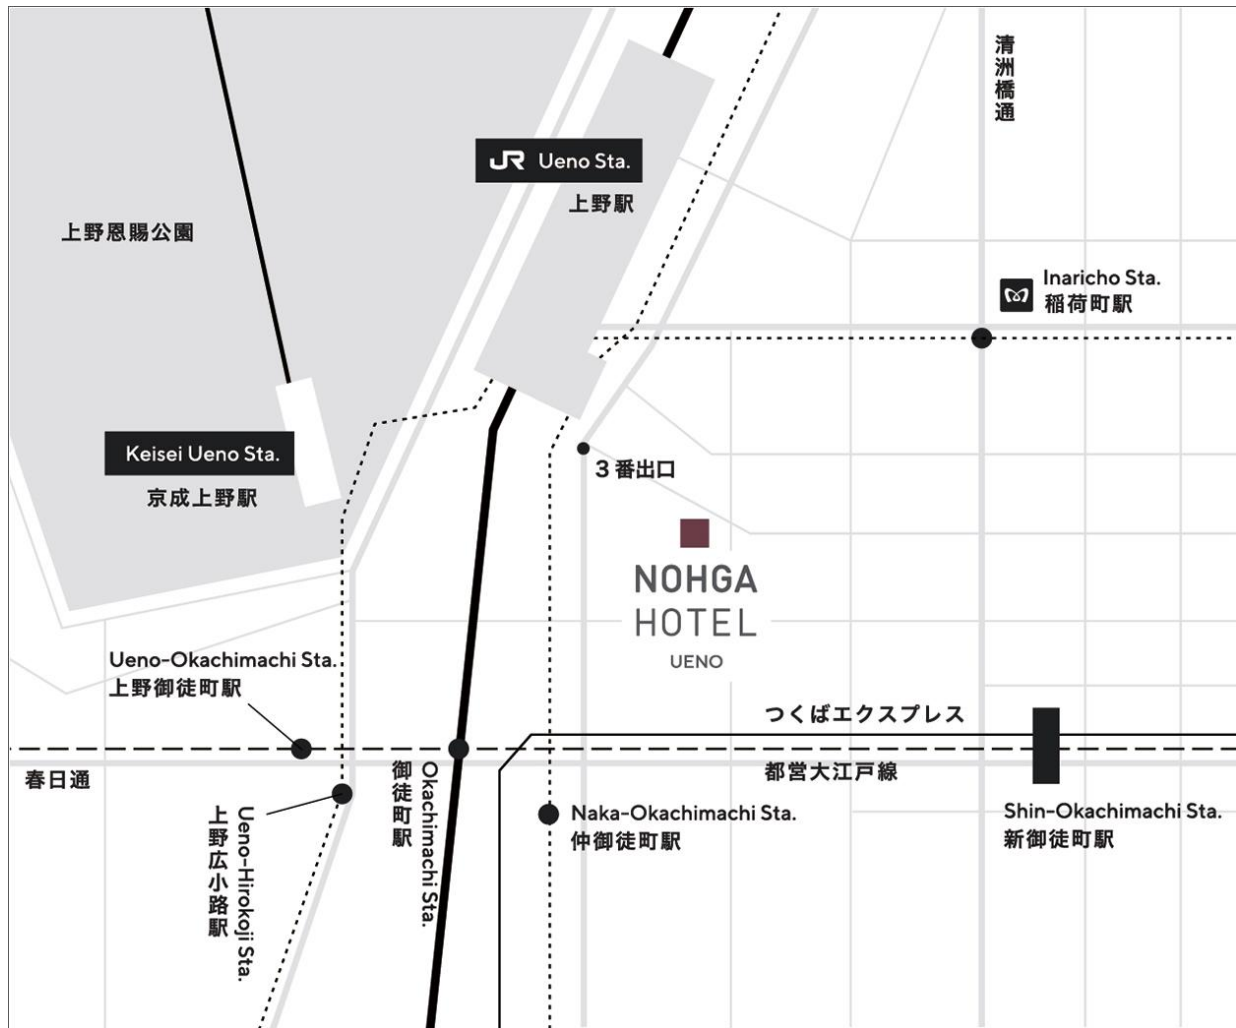 清洲橋通
JR Ueno Sta.
上野駅
上野恩賜公園
Inaricho Sta.
稲荷町駅
Keisei Ueno Sta.
京成上野駅
3番出口
NOHGA
HOTEL
UENO
Ueno-Okachimachi Sta.
上野御徒町駅
つくばエクスプレス
都営大江戸線
春日通
Okachimachi Sta.
御徒町駅
Ueno-Hirokoji Sta.
上野広小路駅
Naka-Okachimachi Sta.
仲御徒町駅
Shin-Okachimachi Sta.
新御徒町駅